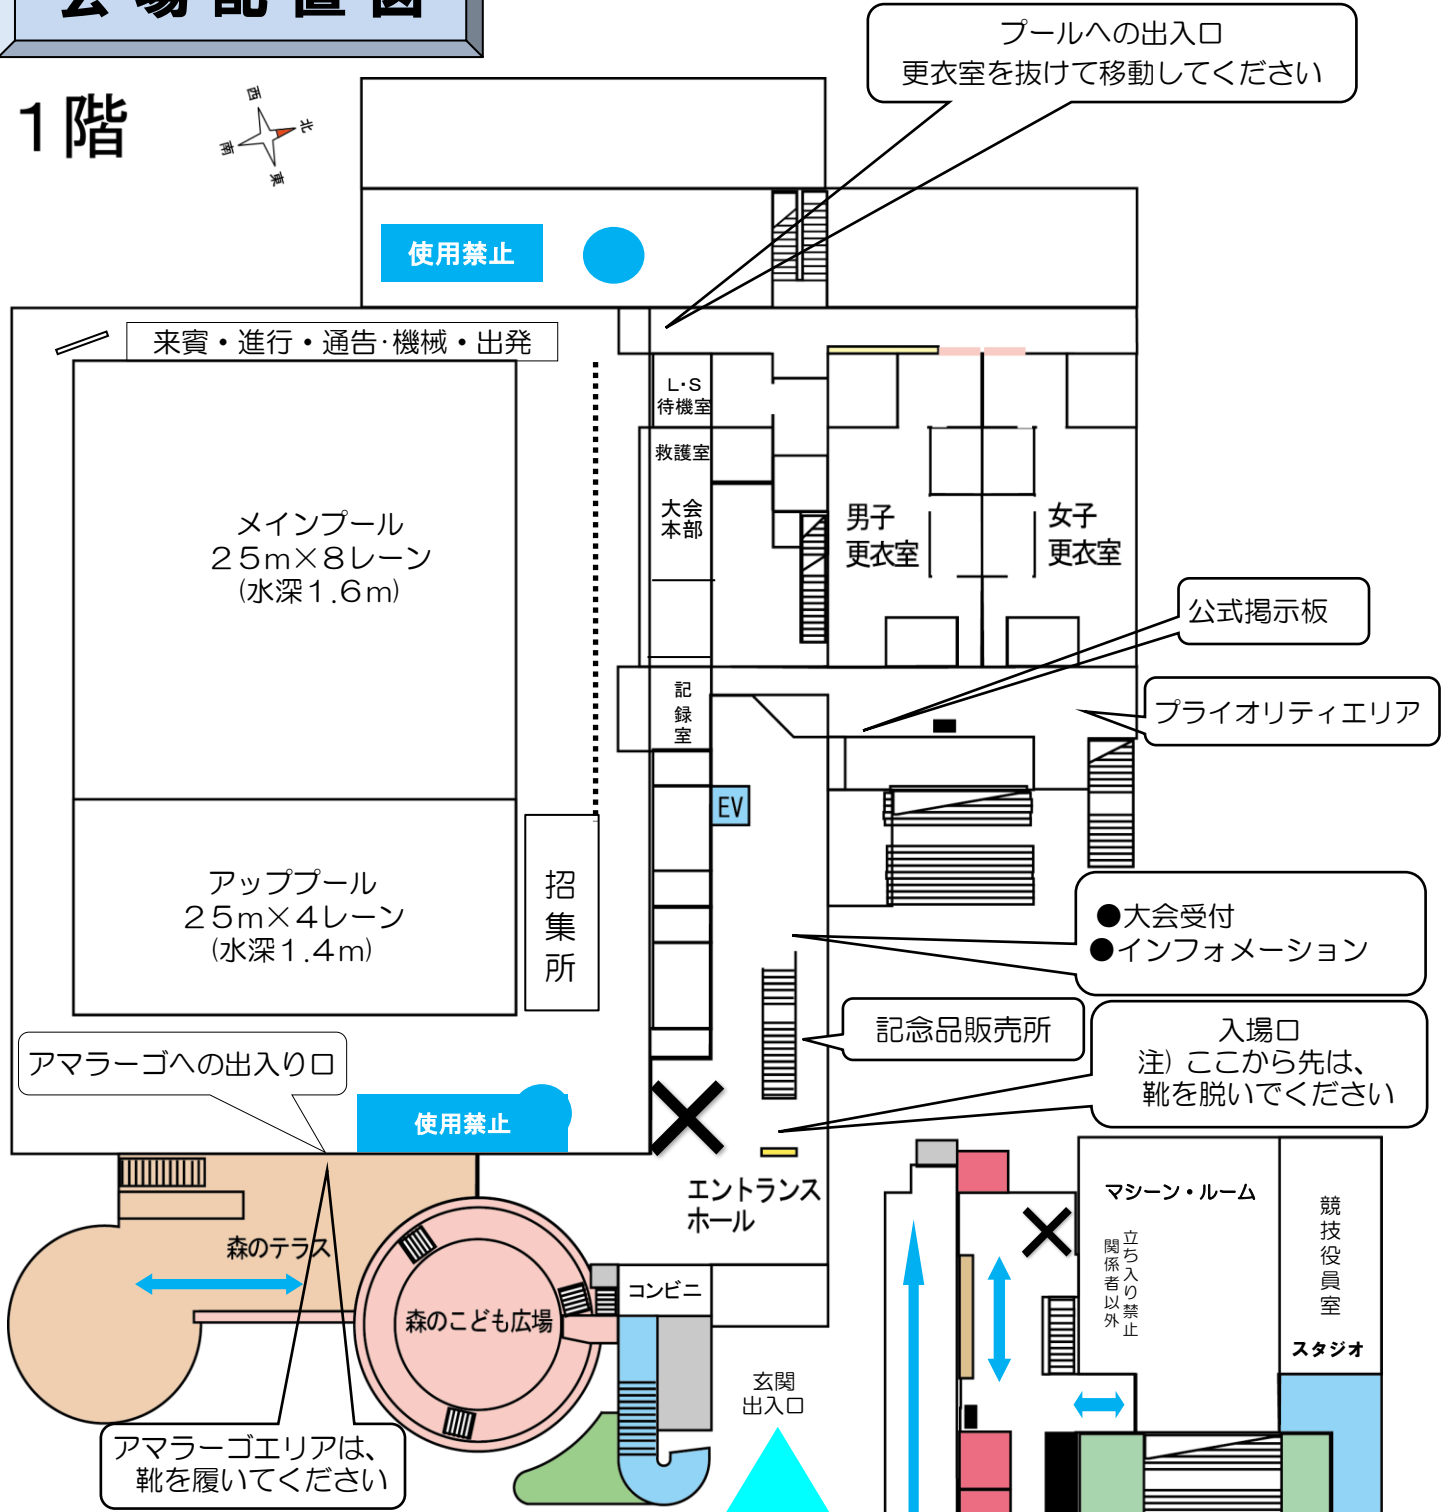 会場配置図
1階
西
北
南
東
プールへの出入口
更衣室を抜けて移動してください
使用禁止
来賓・進行・通告・機械・出発
L・S
待機室
救護室
大会
本部
メインプール
25m×8レーン
(水深1.6m)
男子
更衣室
女子
更衣室
公式掲示板
記録室
プライオリティエリア
EV
アッププール
25m×4レーン
(水深1.4m)
招集所
●大会受付
●インフォメーション
記念品販売所
入場口
注) ここから先は、
靴を脱いでください
アマラーゴへの出入り口
使用禁止
エントランス
ホール
マシーン・ルーム
立ち入り禁止
関係者以外
競技役員室
スタジオ
森のテラス
コンビニ
森のこども広場
玄関
出入口
アマラーゴエリアは、
靴を履いてください